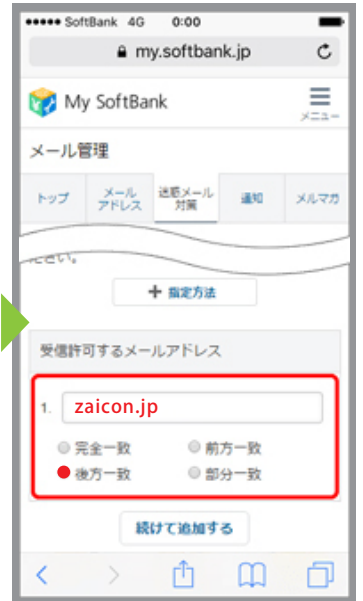 SoftBank 4G 0:00
my.softbank.jp
My SoftBank
メニュー
メール管理
トップ
メール
アドレス
迷惑メール
対策
通知
メルマガ
ださい。
+ 指定方法
受信許可するメールアドレス
1. zaicon.jp
完全一致 前方一致
後方一致 部分一致
続けて追加する